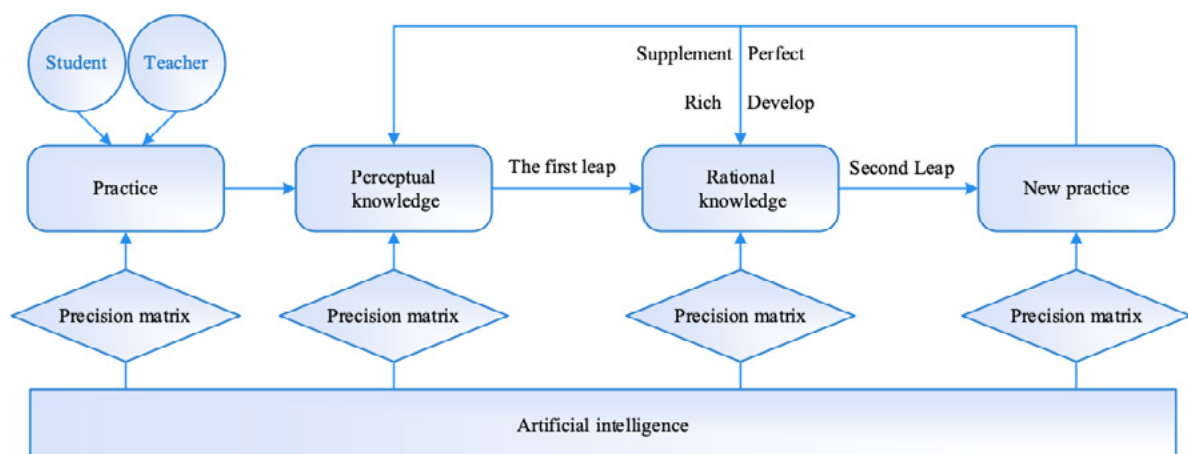 Student
Teacher
Supplement
Perfect
Rich
Develop
Practice
Perceptual
knowledge
The first leap
Rational
knowledge
Second Leap
New practice
Precision matrix
Precision matrix
Precision matrix
Precision matrix
Artificial intelligence